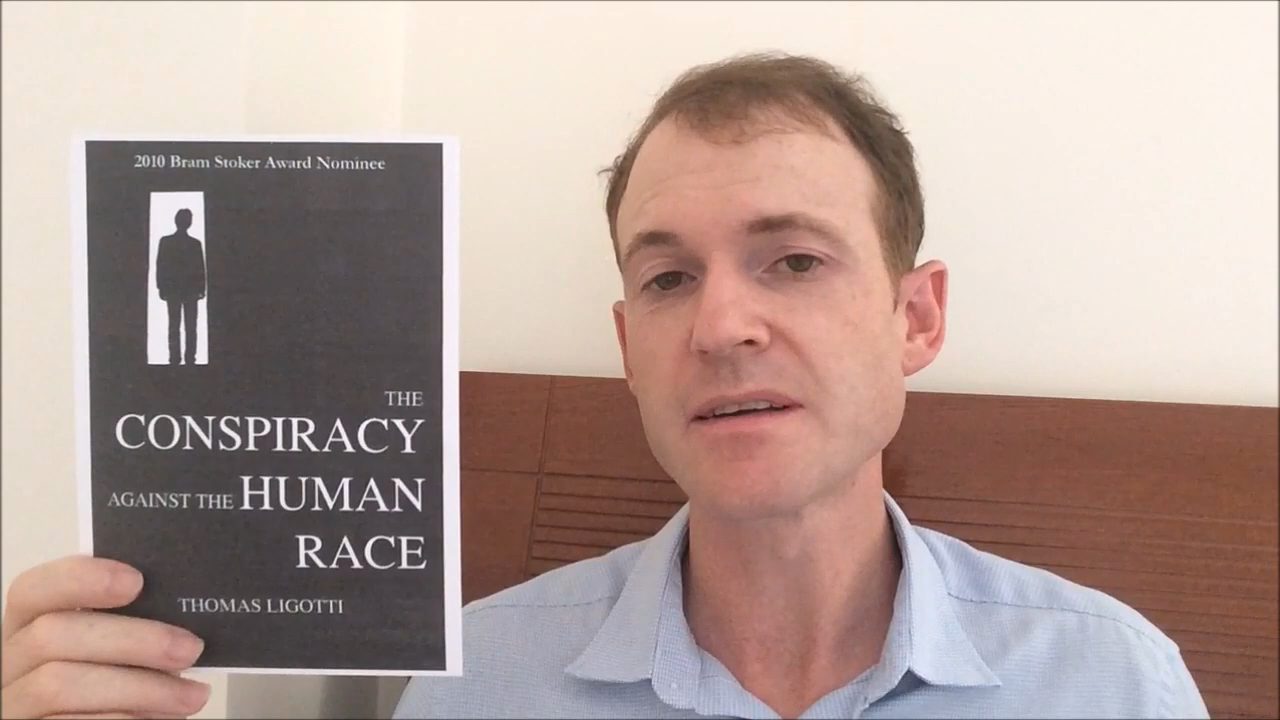 2010 Bram Stoker Award Nominee
THE
CONSPIRACY
AGAINST THE HUMAN
RACE
THOMAS LIGOTTI